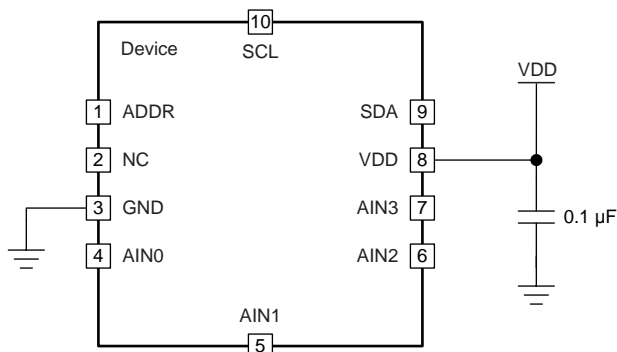 10
Device
SCL
VDD
1 ADDR
SDA 9
2 NC
VDD 8
3 GND
AIN3 7
0.1 µF
4 AIN0
AIN2 6
AIN1
5